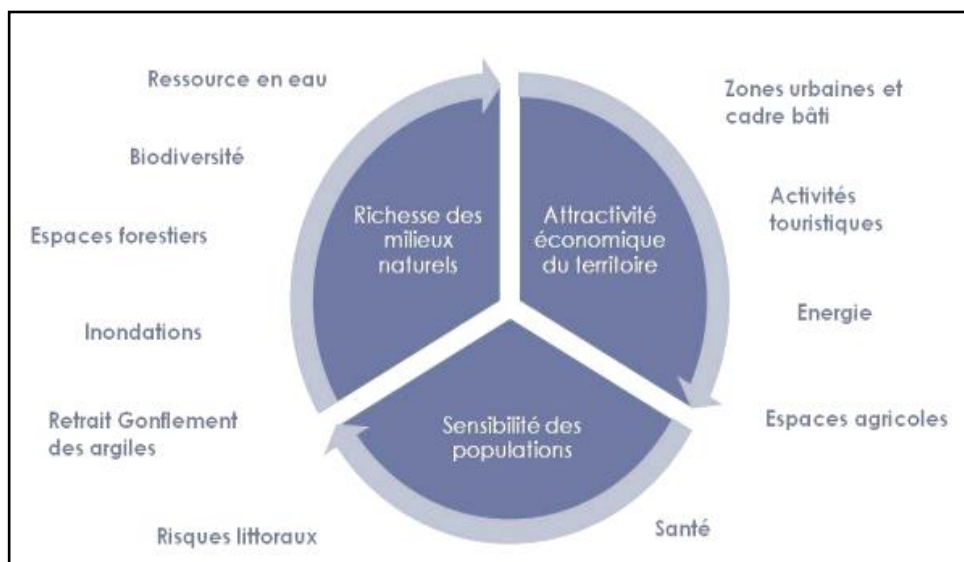 Ressource en eau
Biodiversité
Espaces forestiers
Inondations
Retrait Gonflement
des argiles
Risques littoraux
Richesse des
milieux
naturels
Attractivité
économique
du territoire
Sensibilité des
populations
Zones urbaines et
cadre bâti
Activités
touristiques
Energie
Espaces agricoles
Santé